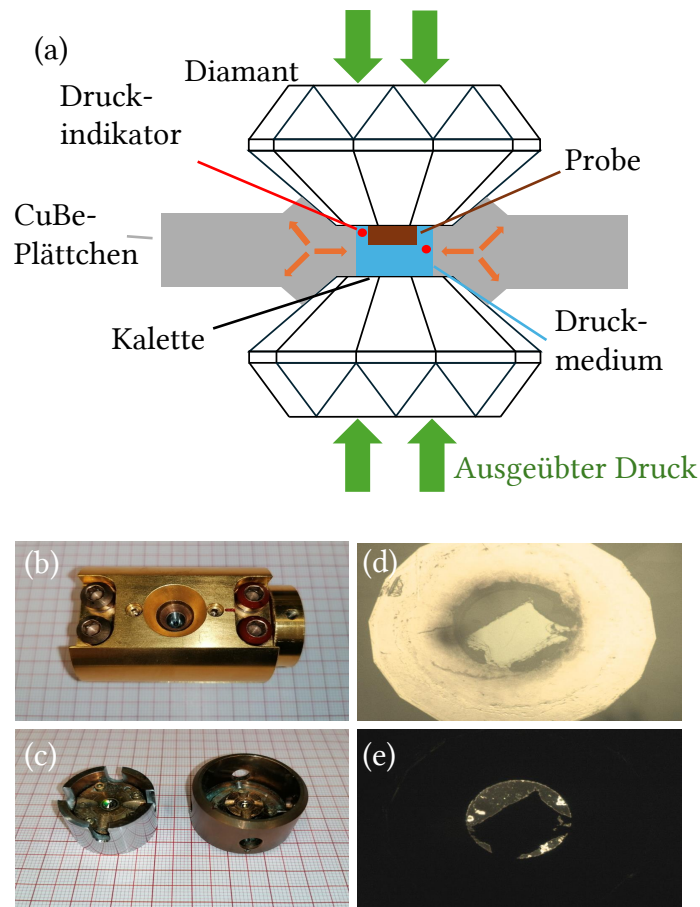 (a)
Diamant
Druck-
indikator
Probe
CuBe-
Plättchen
Kalette
Druck-
medium
Ausgeübter Druck
(b)
(d)
(c)
(e)